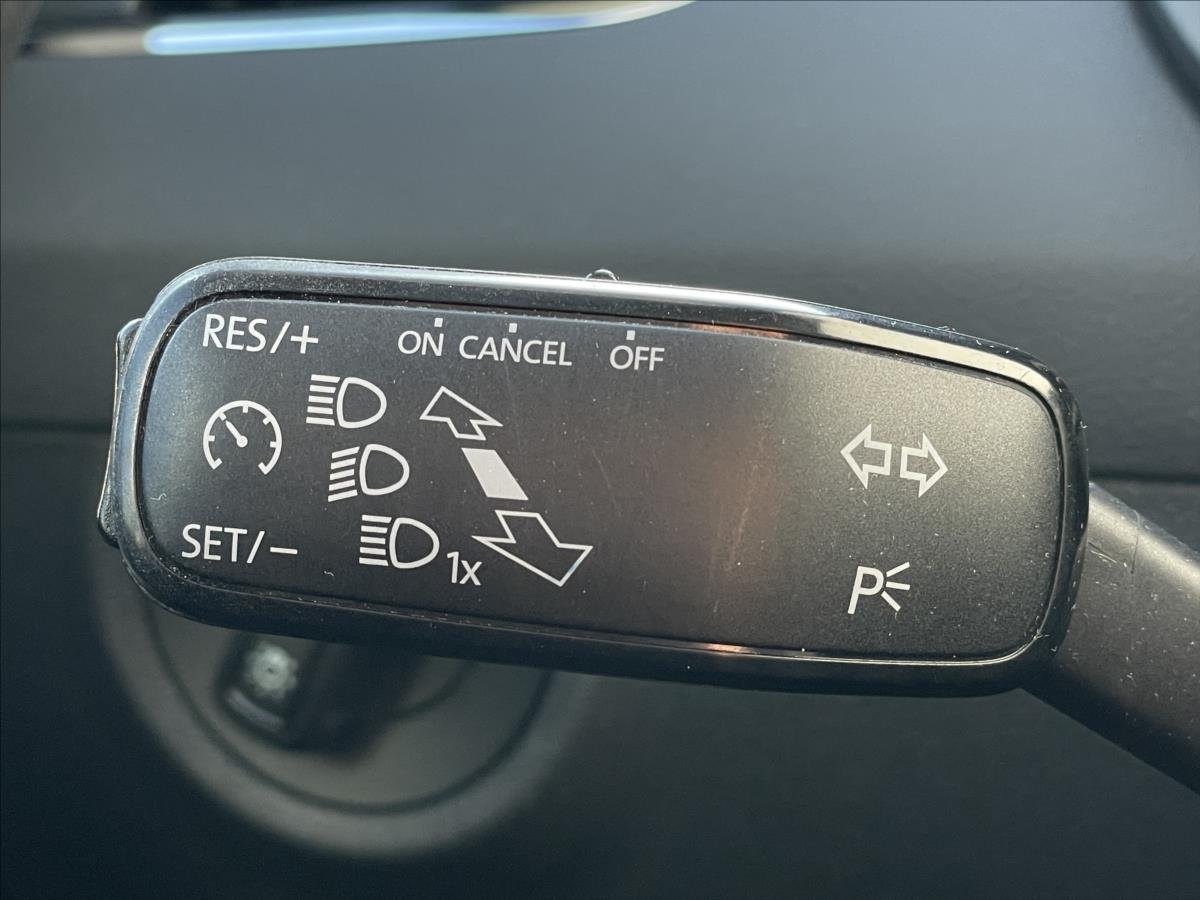 RES/+
ON CANCEL OFF
SET/−
1x
P